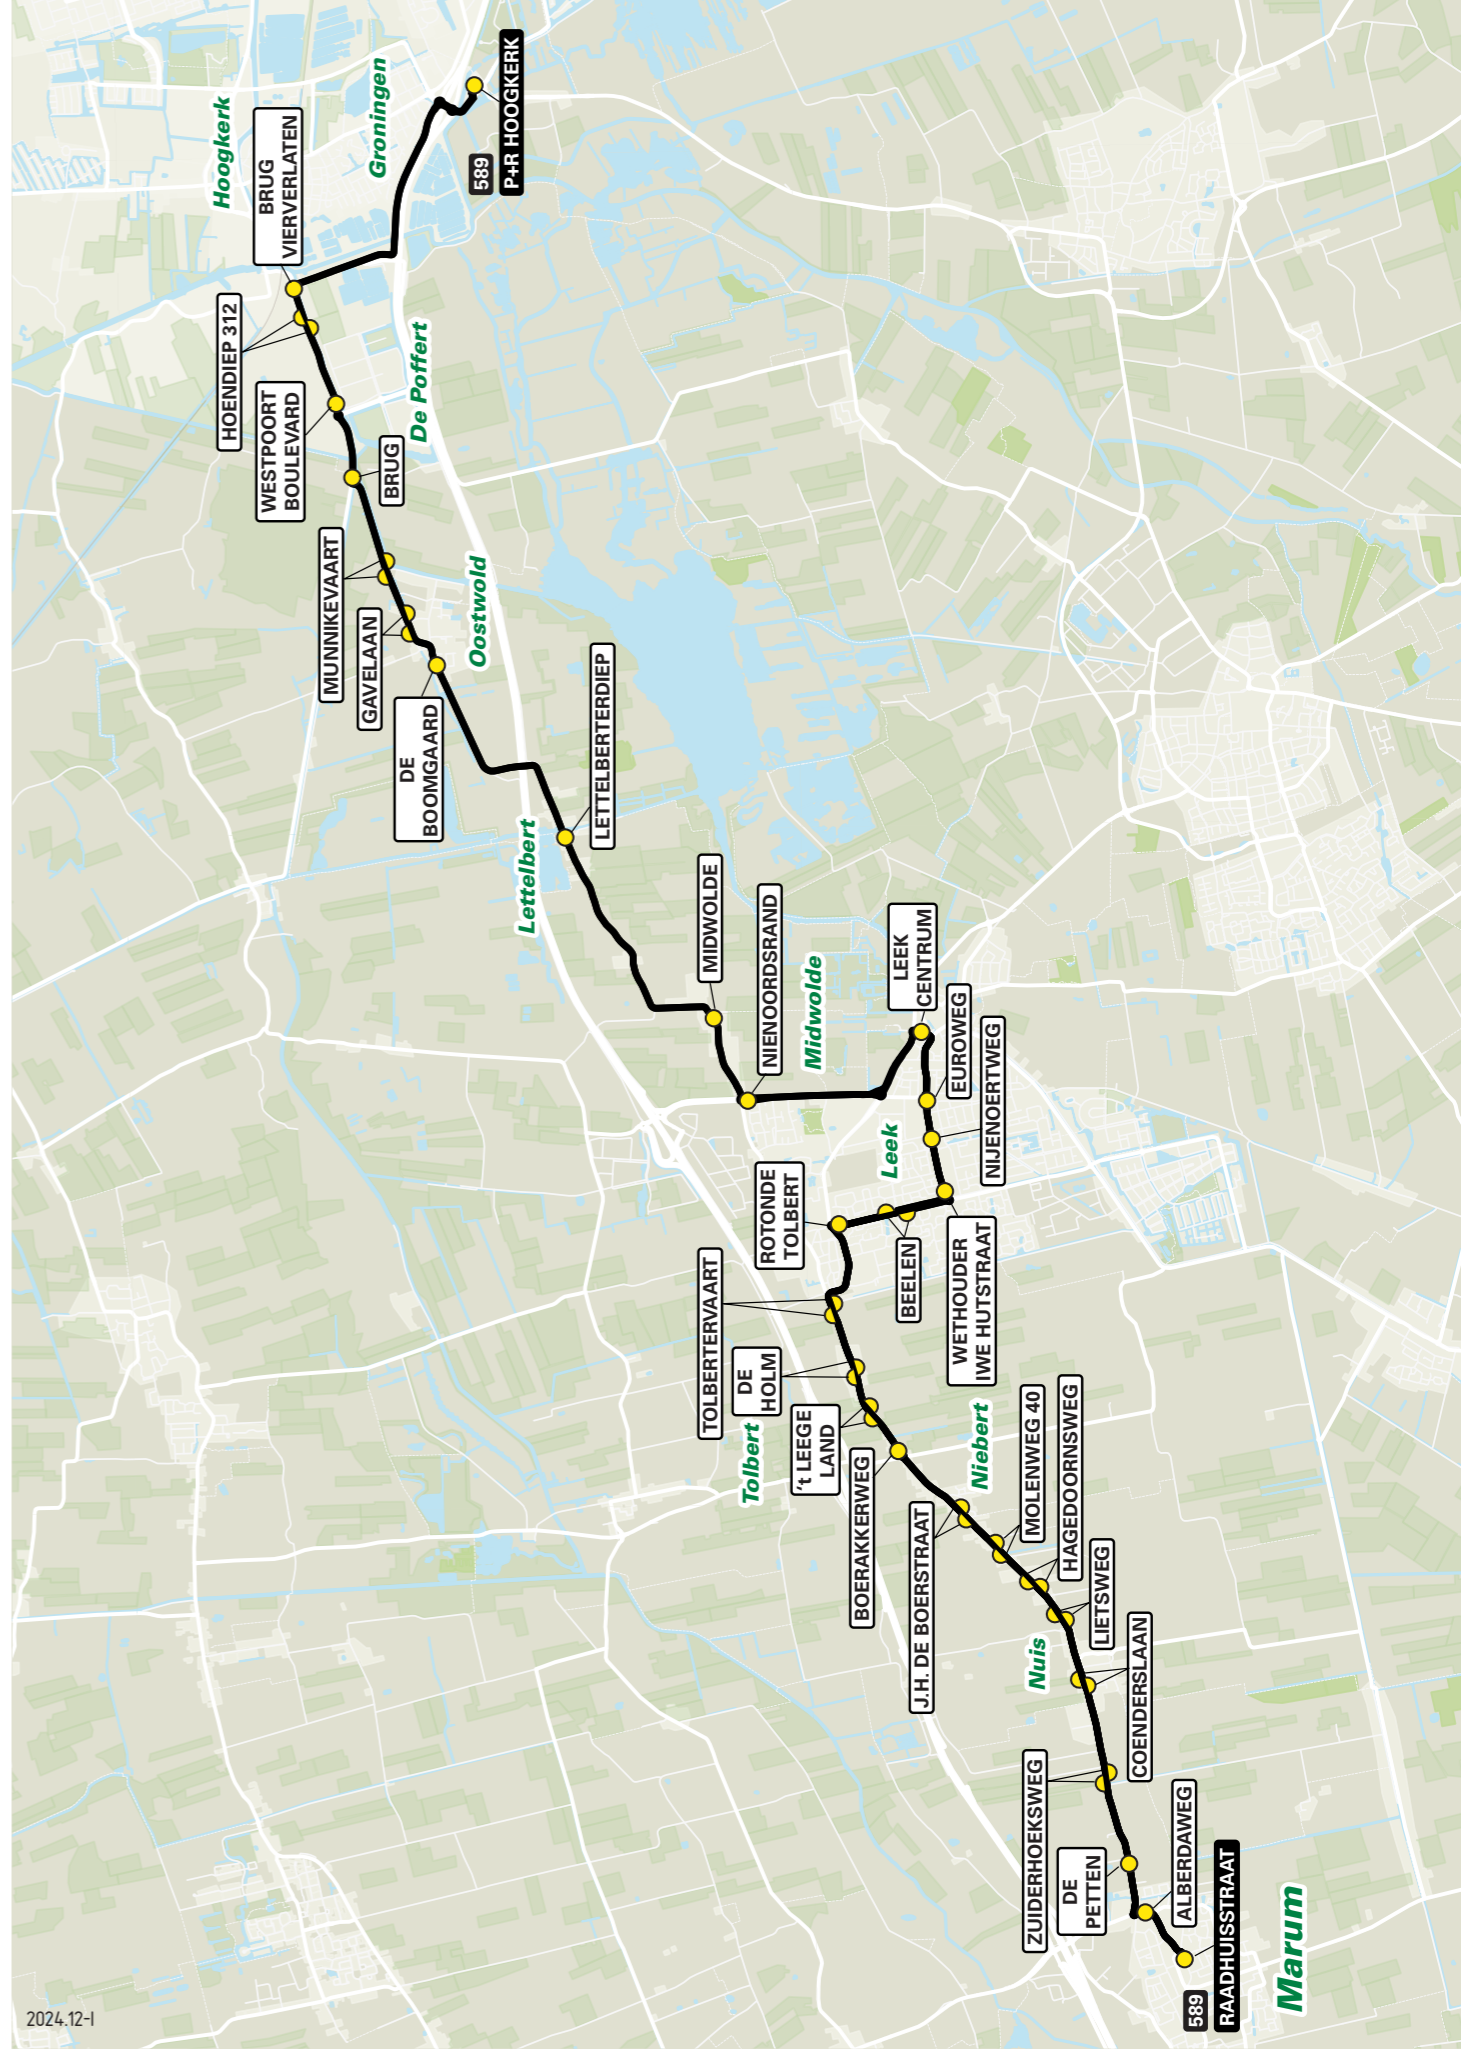 Hoogkerk
Groningen
BRUG
VIERVERLATEN
589
P+R HOOGKERK
HOENDIEP 312
WESTPOORT
BOULEVARD
De Poffert
BRUG
MUNNIKEVAART
GAVELAAN
Oostwold
DE
BOOMGAARD
LETTELBERTERDIEP
Lettelbert
MIDWOLDE
NIENOORDSRAND
Midwolde
LEEK
CENTRUM
EUROWEG
NIJENOERTWEG
Leek
WETHOUDER
IWE HUTSTRAAT
BEELEN
ROTONDE
TOLBERT
TOLBERTERVAART
DE
HOLM
Tolbert
't LEEGE
LAND
BOERAKKERWEG
Niebert
J.H. DE BOERSTRAAT
MOLENWEG 40
HAGEDOORNSWEG
LIETSWEG
Nuis
COENDERSLAAN
ZUIDERHOEKSWEG
DE
PETTEN
ALBERDAWEG
589
RAADHUISSTRAAT
Marum
2024.12-I